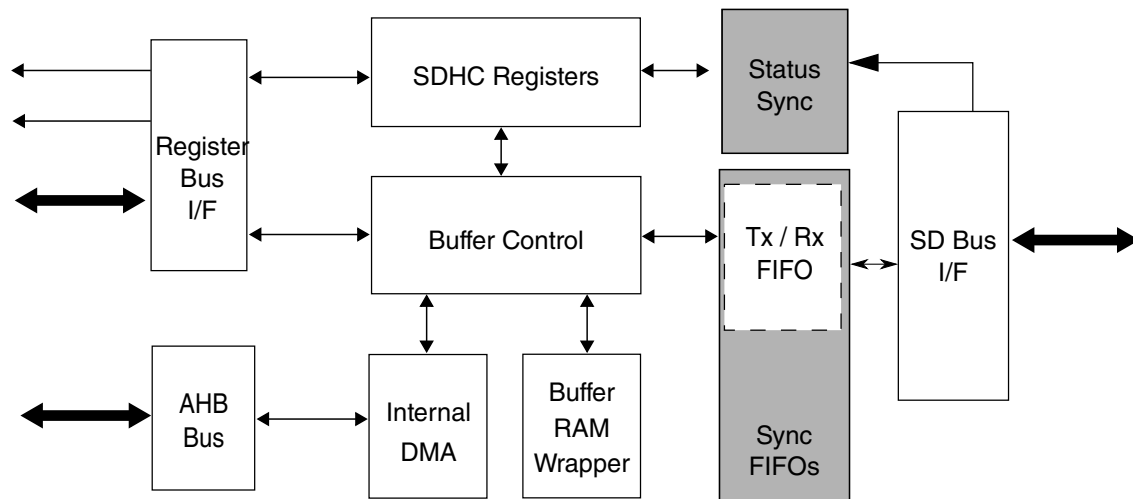 SDHC Registers
Status
Sync
Register
Bus
I/F
Buffer Control
Tx / Rx
FIFO
SD Bus
I/F
AHB
Bus
Internal
DMA
Buffer
RAM
Wrapper
Sync
FIFOs